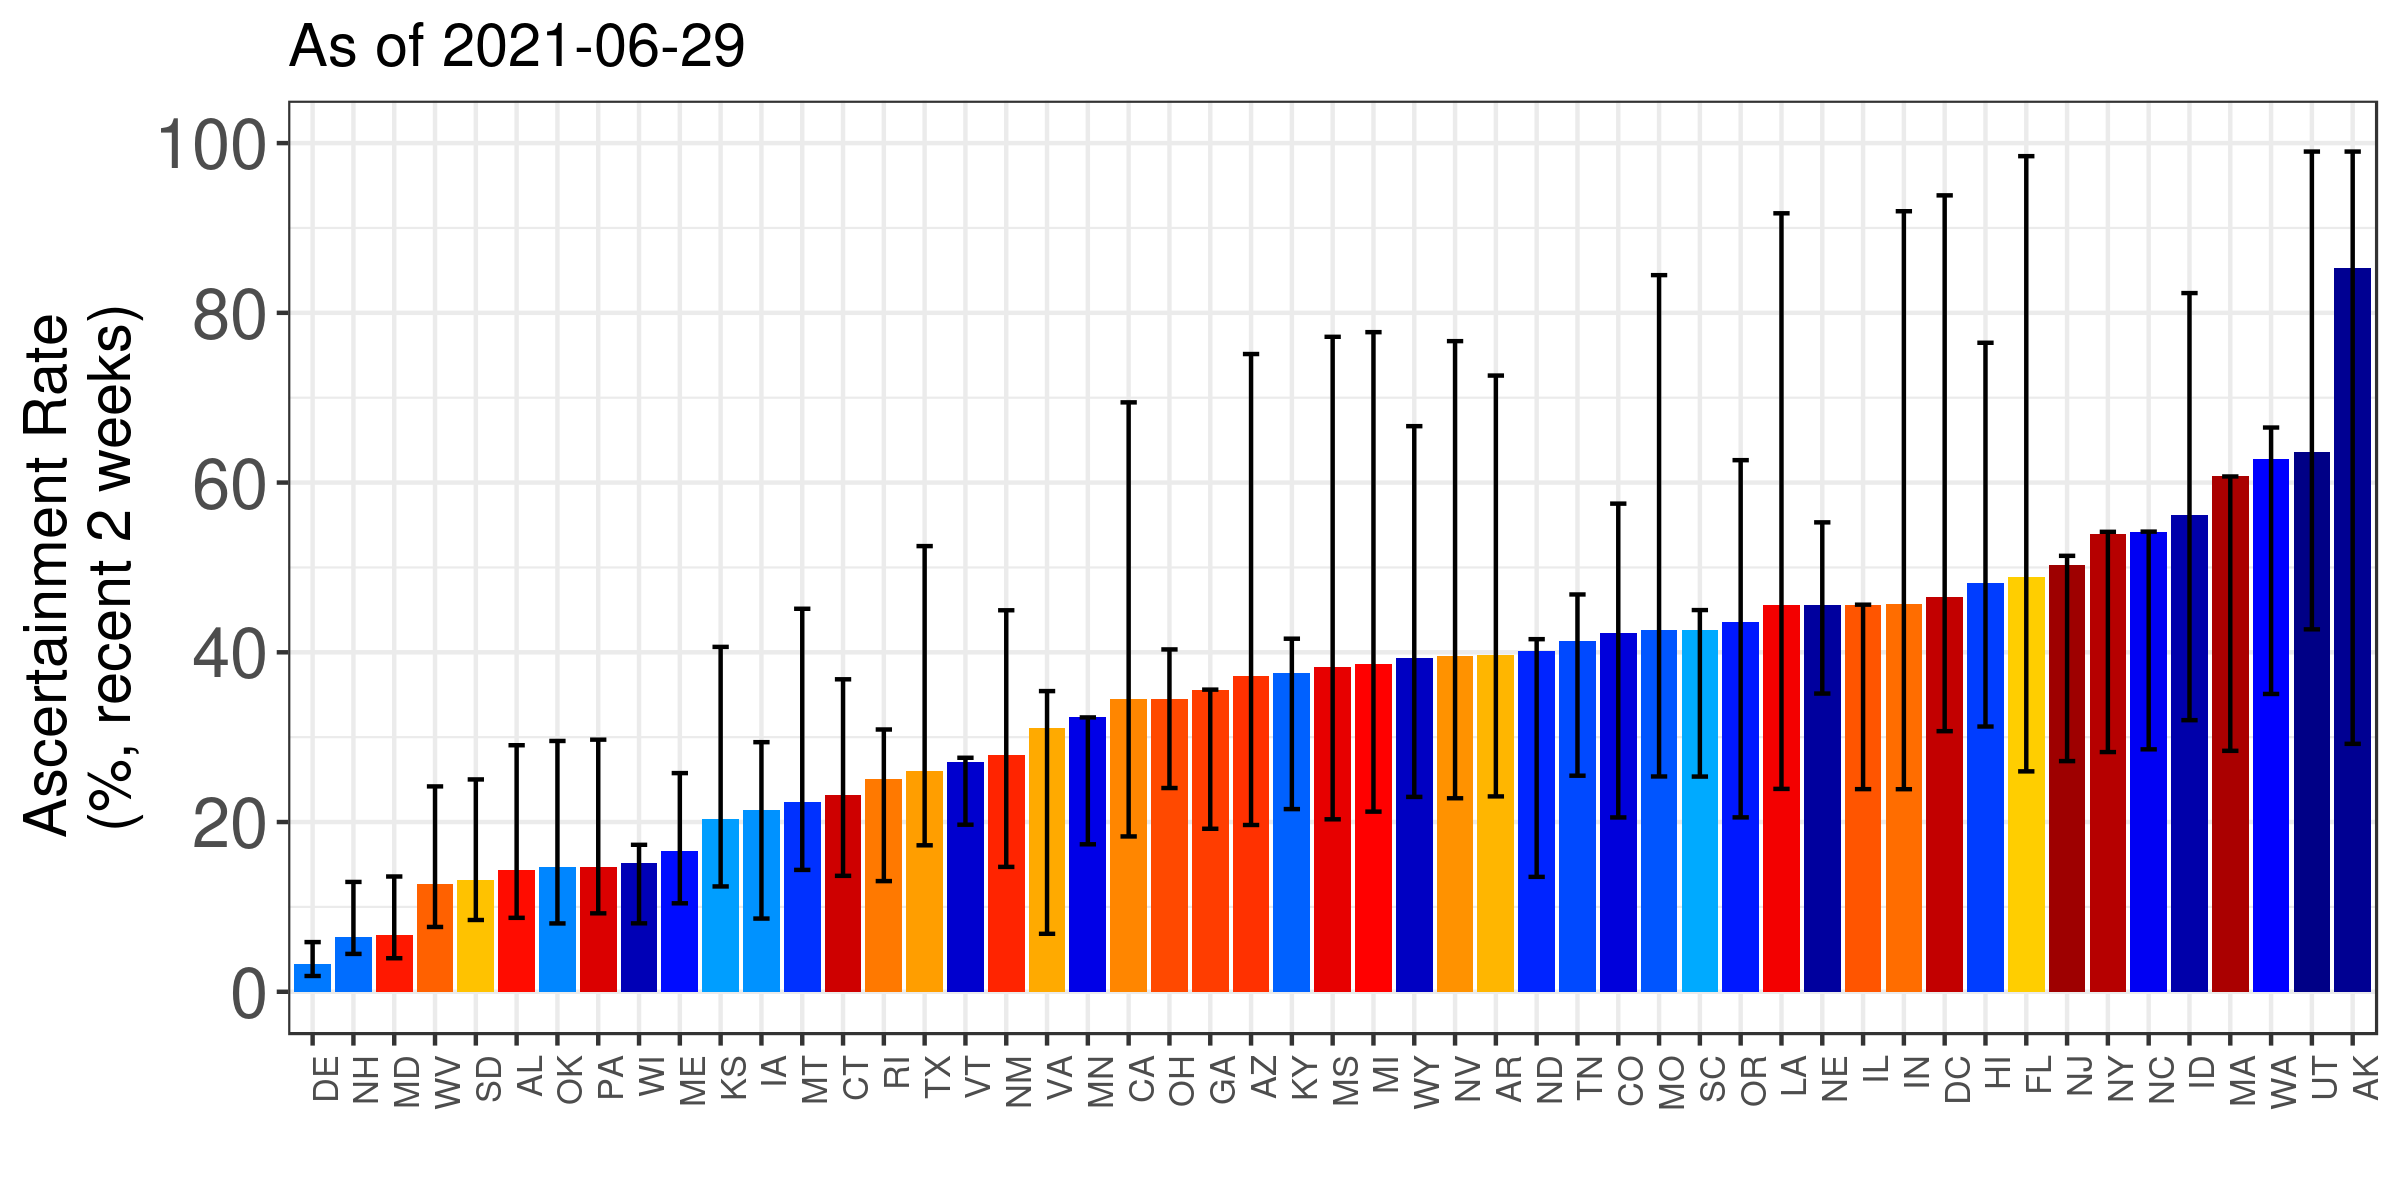 As of 2021-06-29
Ascertainment Rate
(%, recent 2 weeks)
100
80
60
40
20
0
DE NH MD WV SD AL OK PA WI ME KS IA MT CT RI TX VT NM VA MN CA OH GA AZ KY MS MI WY NV AR ND TN CO MO SC OR LA NE IL IN DC HI FL NJ NY NC ID MA WA UT AK